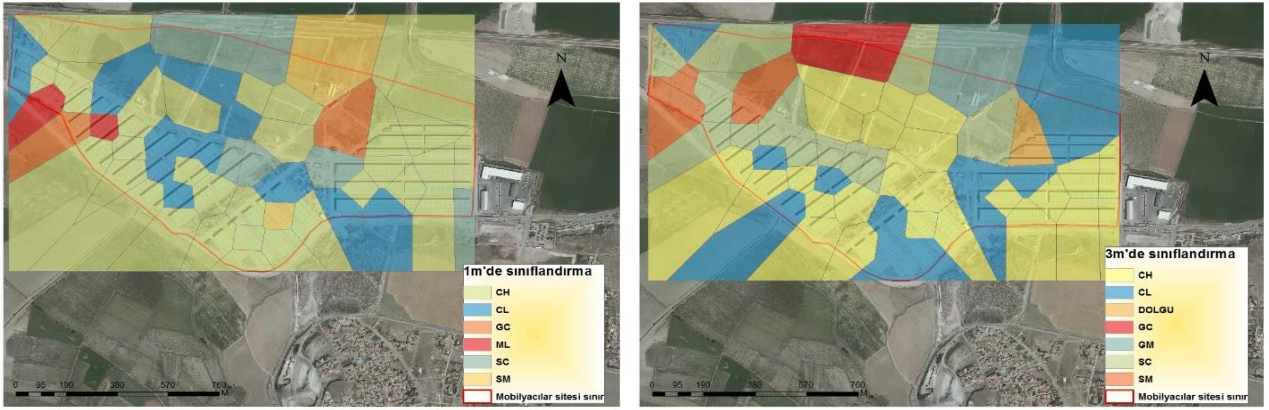 N
1m'de sınıflandırma
CH
CL
GC
ML
SC
SM
Mobilyacılar sitesi sınır
0 95 190 380 570 760
M
N
3m'de sınıflandırma
CH
CL
DOLGU
GC
GM
SC
SM
Mobilyacılar sitesi sınır
0 95 190 380 570 760
M